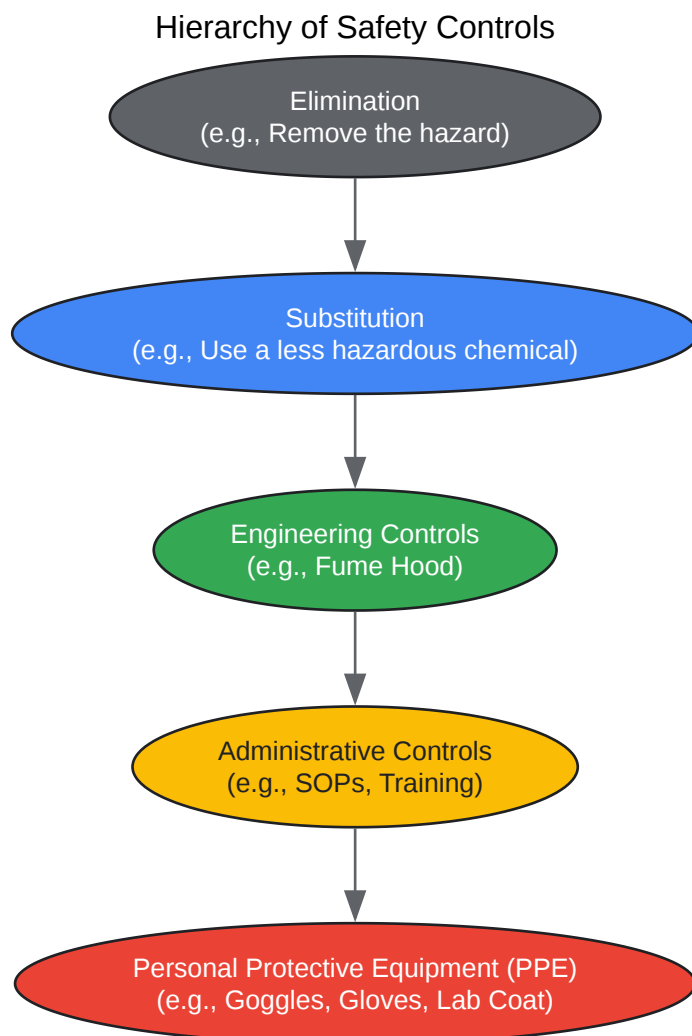 Hierarchy of Safety Controls
Elimination
(e.g., Remove the hazard)
Substitution
(e.g., Use a less hazardous chemical)
Engineering Controls
(e.g., Fume Hood)
Administrative Controls
(e.g., SOPs, Training)
Personal Protective Equipment (PPE)
(e.g., Goggles, Gloves, Lab Coat)